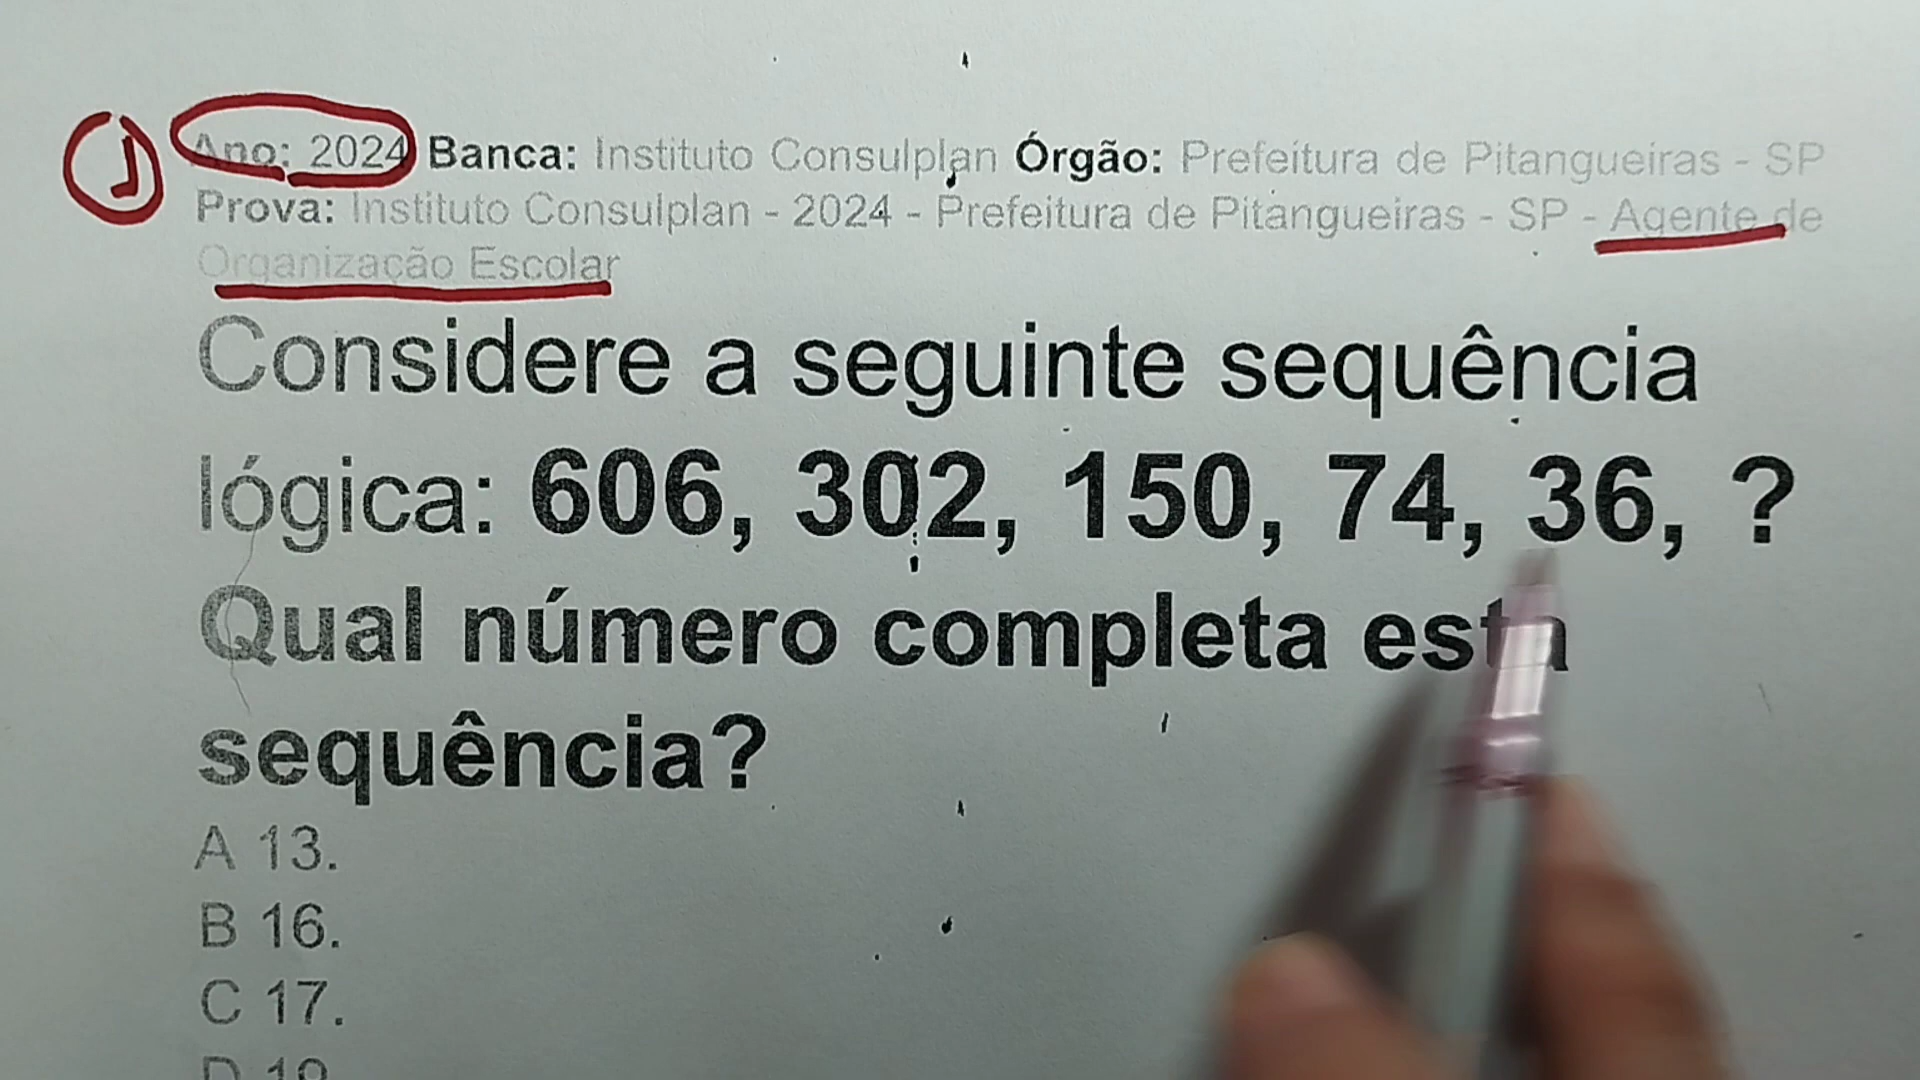 1
Ano: 2024 Banca: Instituto Consulplan Órgão: Prefeitura de Pitangueiras - SP
Prova: Instituto Consulplan - 2024 - Prefeitura de Pitangueiras - SP - Agente de
Organização Escolar
Considere a seguinte sequência
lógica: 606, 302, 150, 74, 36, ?
Qual número completa esta
sequência?
A 13.
B 16.
C 17.
D